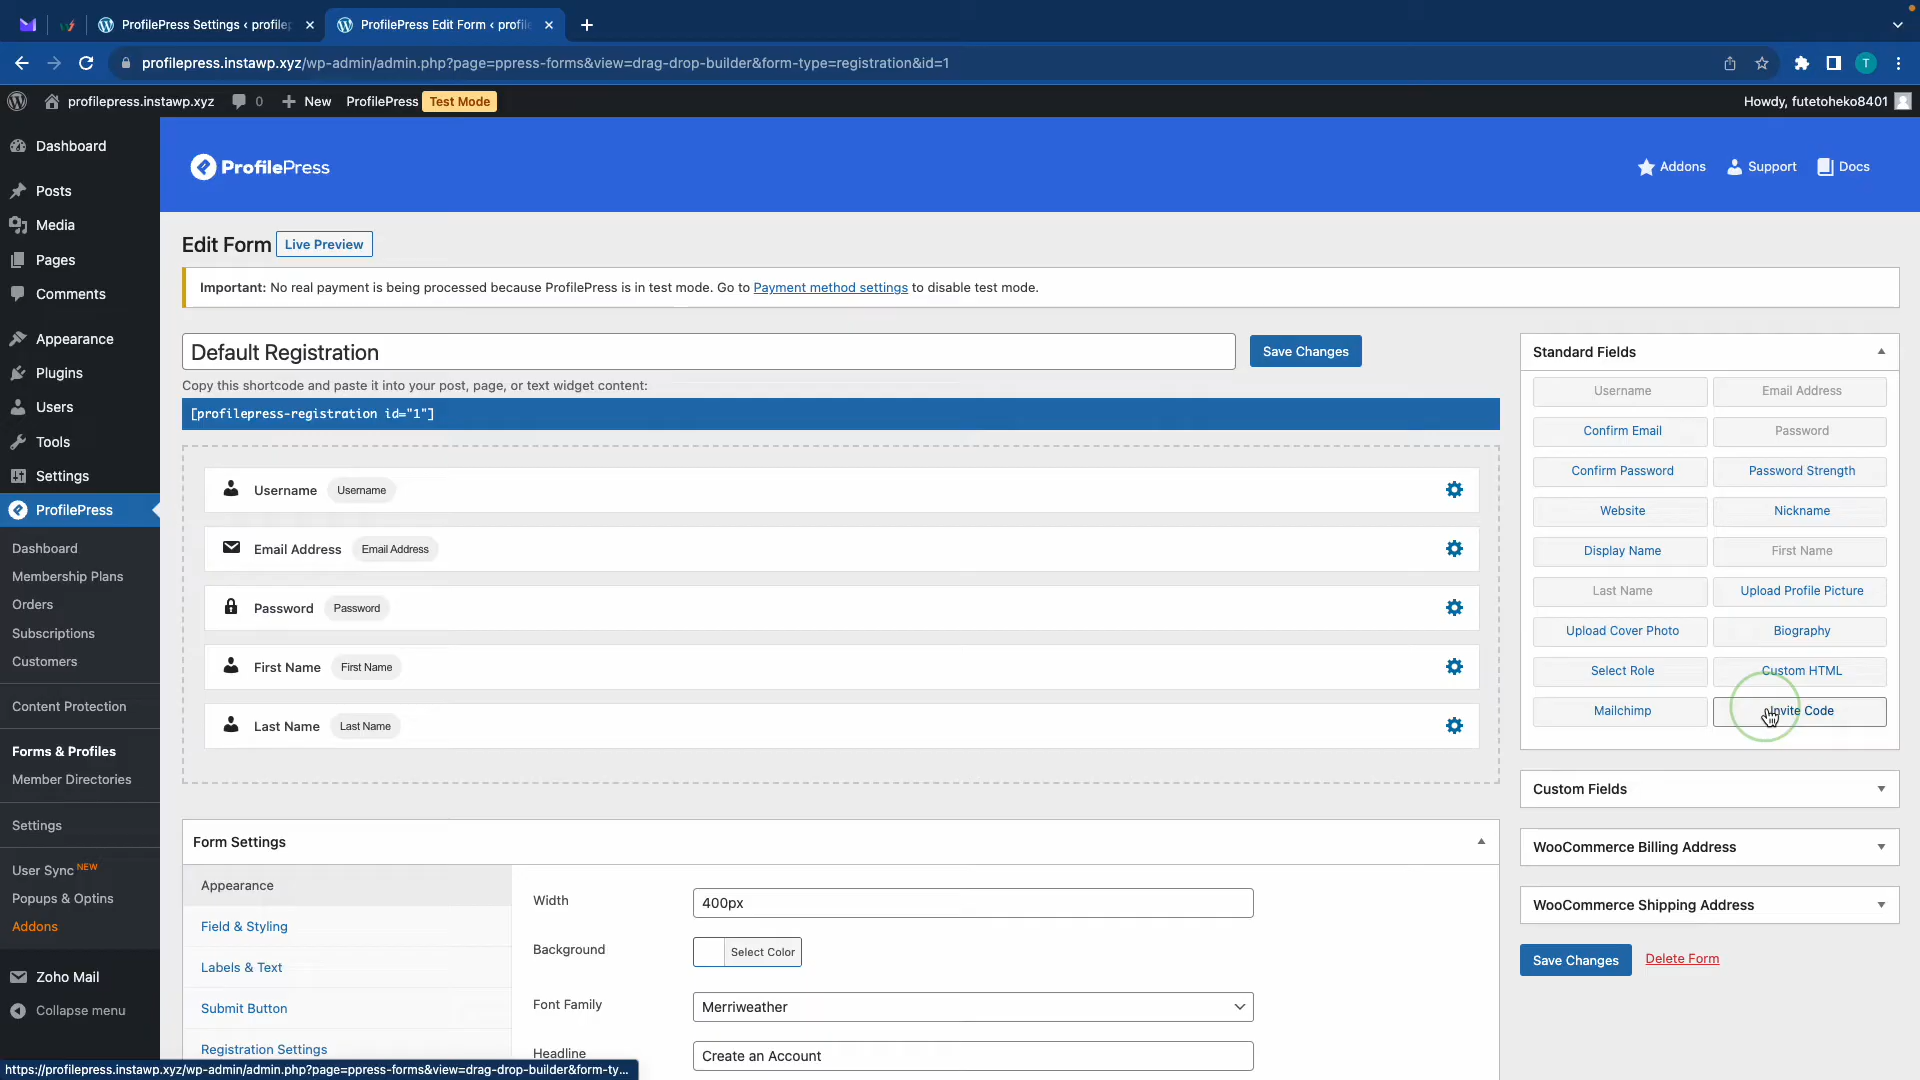 ProfilePress Settings ‹ profilep
ProfilePress Edit Form ‹ profil
profilepress.instawp.xyz/wp-admin/admin.php?page=ppress-forms&view=drag-drop-builder&form-type=registration&id=1
T
profilepress.instawp.xyz
0
New
ProfilePress
Test Mode
Howdy, futetoheko8401
Dashboard
Posts
Media
Pages
Comments
Appearance
Plugins
Users
Tools
Settings
ProfilePress
Dashboard
Membership Plans
Orders
Subscriptions
Customers
Content Protection
Forms & Profiles
Member Directories
Settings
User Sync NEW
Popups & Optins
Addons
Zoho Mail
Collapse menu
ProfilePress
Addons
Support
Docs
Edit Form
Live Preview
Important: No real payment is being processed because ProfilePress is in test mode. Go to Payment method settings to disable test mode.
Default Registration
Save Changes
Copy this shortcode and paste it into your post, page, or text widget content:
[profilepress-registration id="1"]
Username Username
Email Address Email Address
Password Password
First Name First Name
Last Name Last Name
Form Settings
Appearance
Field & Styling
Labels & Text
Submit Button
Registration Settings
Width
400px
Background
Select Color
Font Family
Merriweather
Headline
Create an Account
Standard Fields
Username
Email Address
Confirm Email
Password
Confirm Password
Password Strength
Website
Nickname
Display Name
First Name
Last Name
Upload Profile Picture
Upload Cover Photo
Biography
Select Role
Custom HTML
Mailchimp
Invite Code
Custom Fields
WooCommerce Billing Address
WooCommerce Shipping Address
Save Changes
Delete Form
https://profilepress.instawp.xyz/wp-admin/admin.php?page=ppress-forms&view=drag-drop-builder&form-ty...